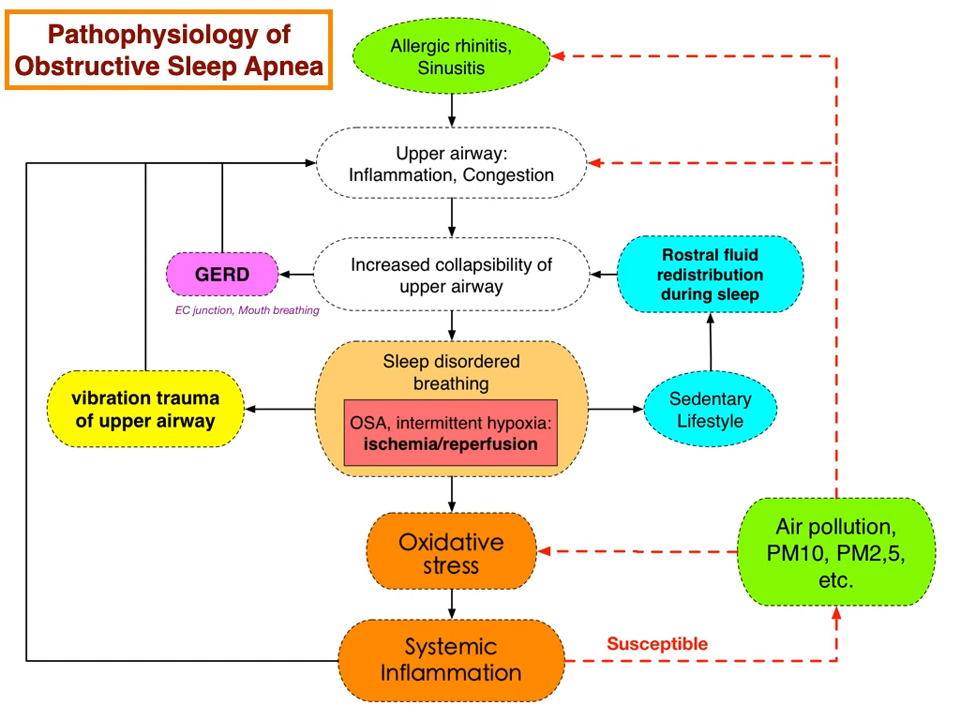 Pathophysiology of
Obstructive Sleep Apnea
Allergic rhinitis,
Sinusitis
Upper airway:
Inflammation, Congestion
Increased collapsibility of
upper airway
GERD
EC junction, Mouth breathing
Rostral fluid
redistribution
during sleep
Sleep disordered
breathing
OSA, intermittent hypoxia:
ischemia/reperfusion
vibration trauma
of upper airway
Sedentary
Lifestyle
Oxidative
stress
Air pollution,
PM10, PM2,5,
etc.
Systemic
Inflammation
Susceptible